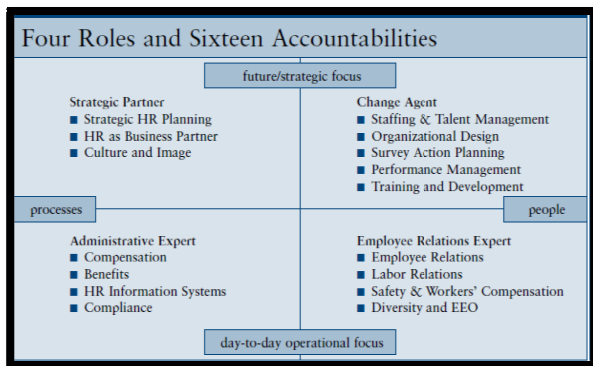 Four Roles and Sixteen Accountabilities
future/strategic focus
Strategic Partner
■ Strategic HR Planning
■ HR as Business Partner
■ Culture and Image
Change Agent
■ Staffing & Talent Management
■ Organizational Design
■ Survey Action Planning
■ Performance Management
■ Training and Development
processes
people
Administrative Expert
■ Compensation
■ Benefits
■ HR Information Systems
■ Compliance
Employee Relations Expert
■ Employee Relations
■ Labor Relations
■ Safety & Workers’ Compensation
■ Diversity and EEO
day-to-day operational focus